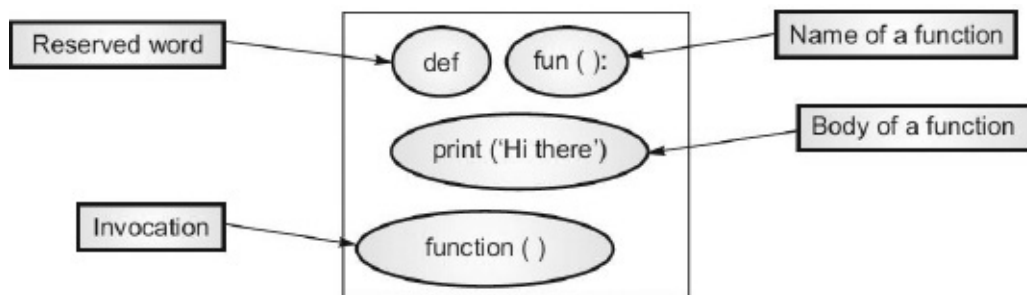 Reserved word
def
fun ( ):
Name of a function
print (‘Hi there’)
Body of a function
Invocation
function ( )